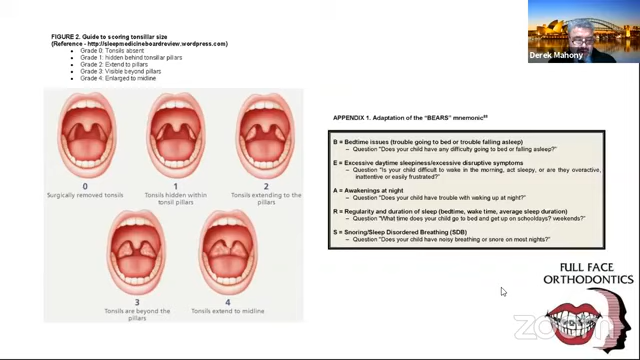 FIGURE 2. Guide to scoring tonsillar size
(Reference - http://sleepmedicineboardreview.wordpress.com)
Grade 0: Tonsils absent
Grade 1: hidden behind tonsillar pillars
Grade 2: Extend to pillars
Grade 3: Visible beyond pillars
Grade 4: Enlarged to midline
0
Surgically removed tonsils
1
Tonsils hidden within
tonsil pillars
2
Tonsils extending to the
pillars
3
Tonsils are beyond the
pillars
4
Tonsils extend to midline
Derek Mahony
APPENDIX 1. Adaptation of the "BEARS" mnemonic
B = Bedtime issues (trouble going to bed or trouble falling asleep)
– Question "Does your child have any difficulty going to bed or falling asleep?"
E = Excessive daytime sleepiness/excessive disruptive symptoms
– Question "Is your child difficult to wake in the morning, act sleepy, or are they overactive,
inattentive or easily frustrated?"
A = Awakenings at night
– Question "Does your child have trouble with waking up at night?"
R = Regularity and duration of sleep (bedtime, wake time, average sleep duration)
– Question "What time does your child go to bed and get up on schooldays? weekends?"
S = Snoring/Sleep Disordered Breathing (SDB)
– Question "Does your child have noisy breathing or snore on most nights?"
FULL FACE
ORTHODONTICS
zoom